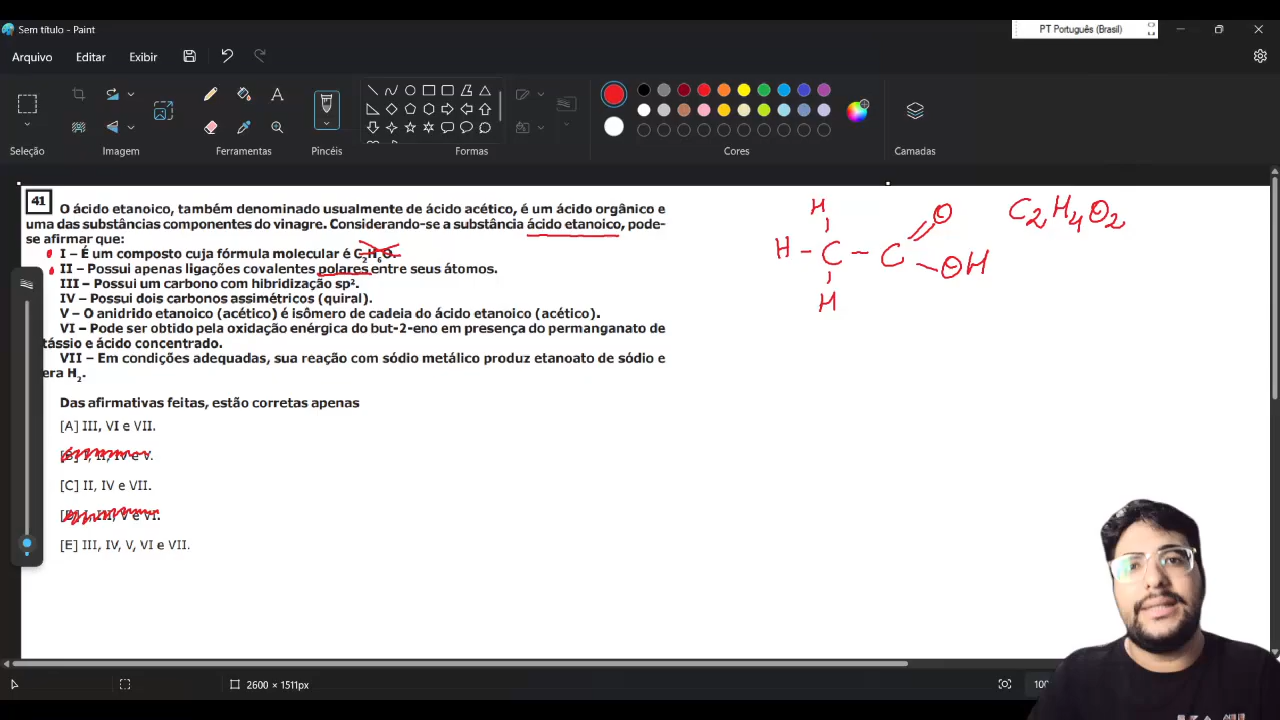 Sem título - Paint
PT Português (Brasil)
Arquivo Editar Exibir
Seleção Imagem Ferramentas Pincéis Formas Cores Camadas
41
O ácido etanoico, também denominado usualmente de ácido acético, é um ácido orgânico e
uma das substâncias componentes do vinagre. Considerando-se a substância ácido etanoico, pode-
se afirmar que:
I – É um composto cuja fórmula molecular é C2H6O.
II – Possui apenas ligações covalentes polares entre seus átomos.
III – Possui um carbono com hibridização sp².
IV – Possui dois carbonos assimétricos (quiral).
V – O anidrido etanoico (acético) é isômero de cadeia do ácido etanoico (acético).
VI – Pode ser obtido pela oxidação enérgica do but-2-eno em presença do permanganato de
tássio e ácido concentrado.
VII – Em condições adequadas, sua reação com sódio metálico produz etanoato de sódio e
era H2.
Das afirmativas feitas, estão corretas apenas
[A] III, VI e VII.
[B] I, II, IV e V.
[C] II, IV e VII.
[D] I, III, V e VI.
[E] III, IV, V, VI e VII.
H
O
C2H4O2
H – C – C
OH
H
2600 × 1511px
100